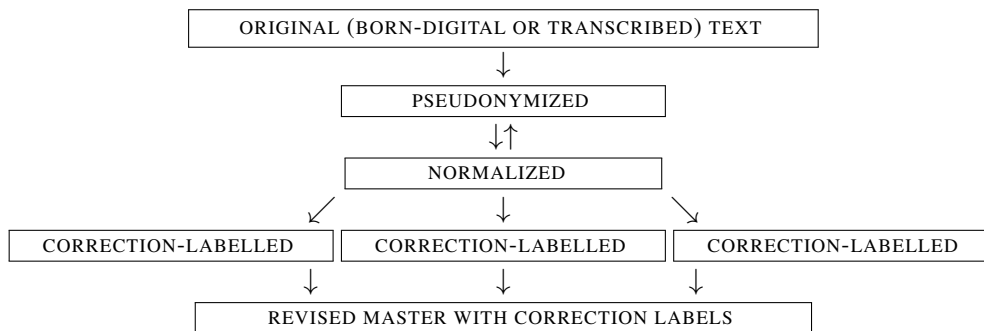 ORIGINAL (BORN-DIGITAL OR TRANSCRIBED) TEXT
↓
PSEUDONYMIZED
↓↑
NORMALIZED
↙ ↓ ↘
CORRECTION-LABELLED CORRECTION-LABELLED CORRECTION-LABELLED
↓ ↓ ↓
REVISED MASTER WITH CORRECTION LABELS